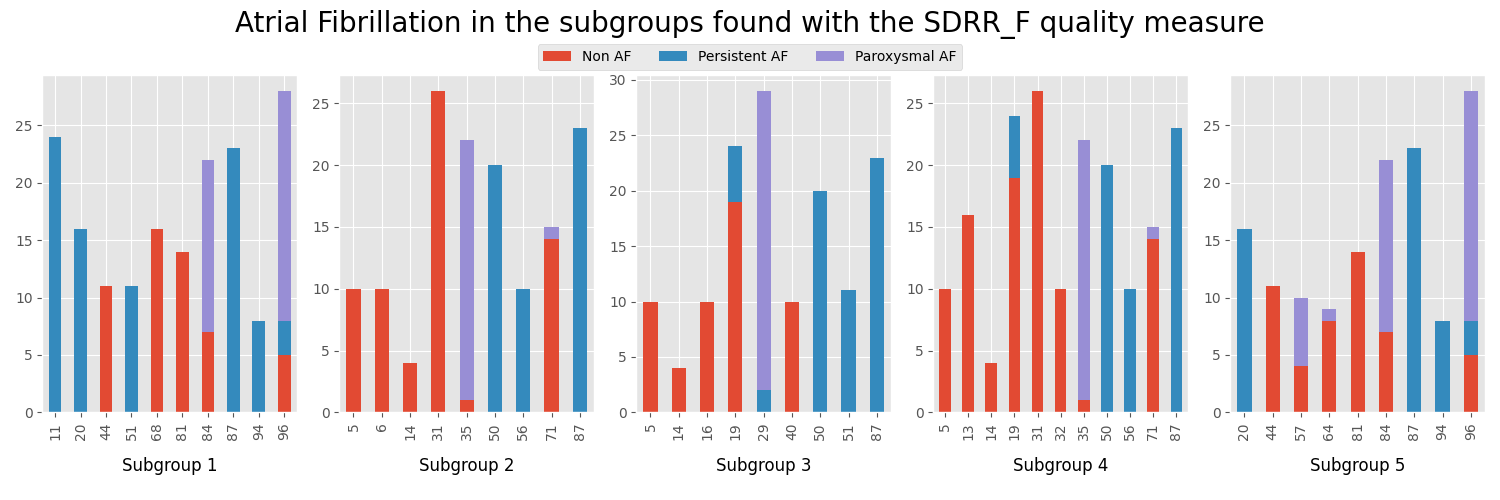 Atrial Fibrillation in the subgroups found with the SDRR_F quality measure
Non AF Persistent AF Paroxysmal AF
25
20
15
10
5
0
11 20 44 51 68 81 84 87 94 96
Subgroup 1
25
20
15
10
5
0
5 6 14 31 35 50 56 71 87
Subgroup 2
30
25
20
15
10
5
0
5 14 16 19 29 40 50 51 87
Subgroup 3
25
20
15
10
5
0
5 13 14 19 31 32 35 50 56 71 87
Subgroup 4
25
20
15
10
5
0
20 44 57 64 81 84 87 94 96
Subgroup 5